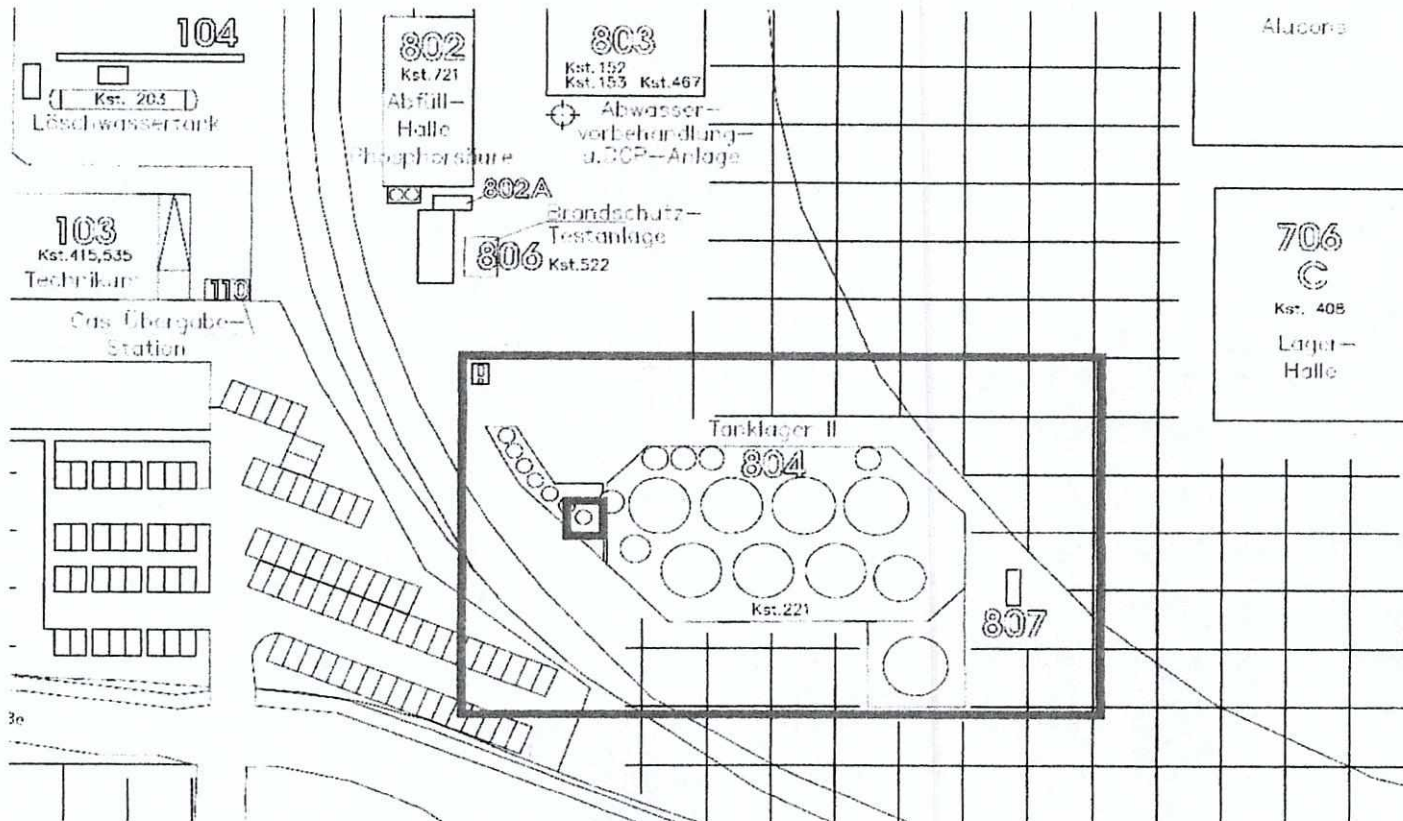 104
Kst. 203
Löschwassertank
802
Kst.721
Abfüll-
Halle
Phosphorsäure
803
Kst.152
Kst.153 Kst.467
Abwasser-
vorbehandlung-
u.DCP-Anlage
Alucons
802A
Brandschutz-
Testanlage
806 Kst.522
103
Kst.415,535
Technikum
110
Gas Übergabe-
Station
706
C
Kst. 408
Lager-
Halle
Tanklager II
804
Kst.221
807